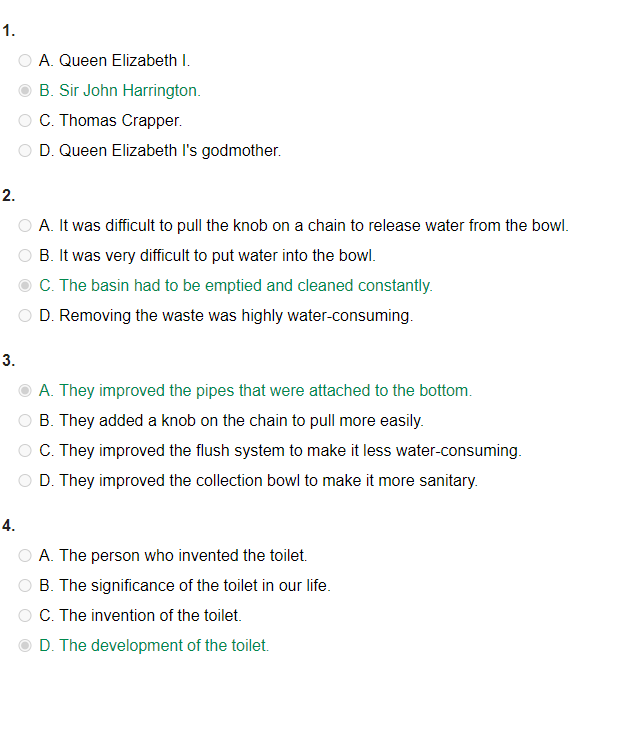 1.
A. Queen Elizabeth I.
B. Sir John Harrington.
C. Thomas Crapper.
D. Queen Elizabeth I's godmother.
2.
A. It was difficult to pull the knob on a chain to release water from the bowl.
B. It was very difficult to put water into the bowl.
C. The basin had to be emptied and cleaned constantly.
D. Removing the waste was highly water-consuming.
3.
A. They improved the pipes that were attached to the bottom.
B. They added a knob on the chain to pull more easily.
C. They improved the flush system to make it less water-consuming.
D. They improved the collection bowl to make it more sanitary.
4.
A. The person who invented the toilet.
B. The significance of the toilet in our life.
C. The invention of the toilet.
D. The development of the toilet.